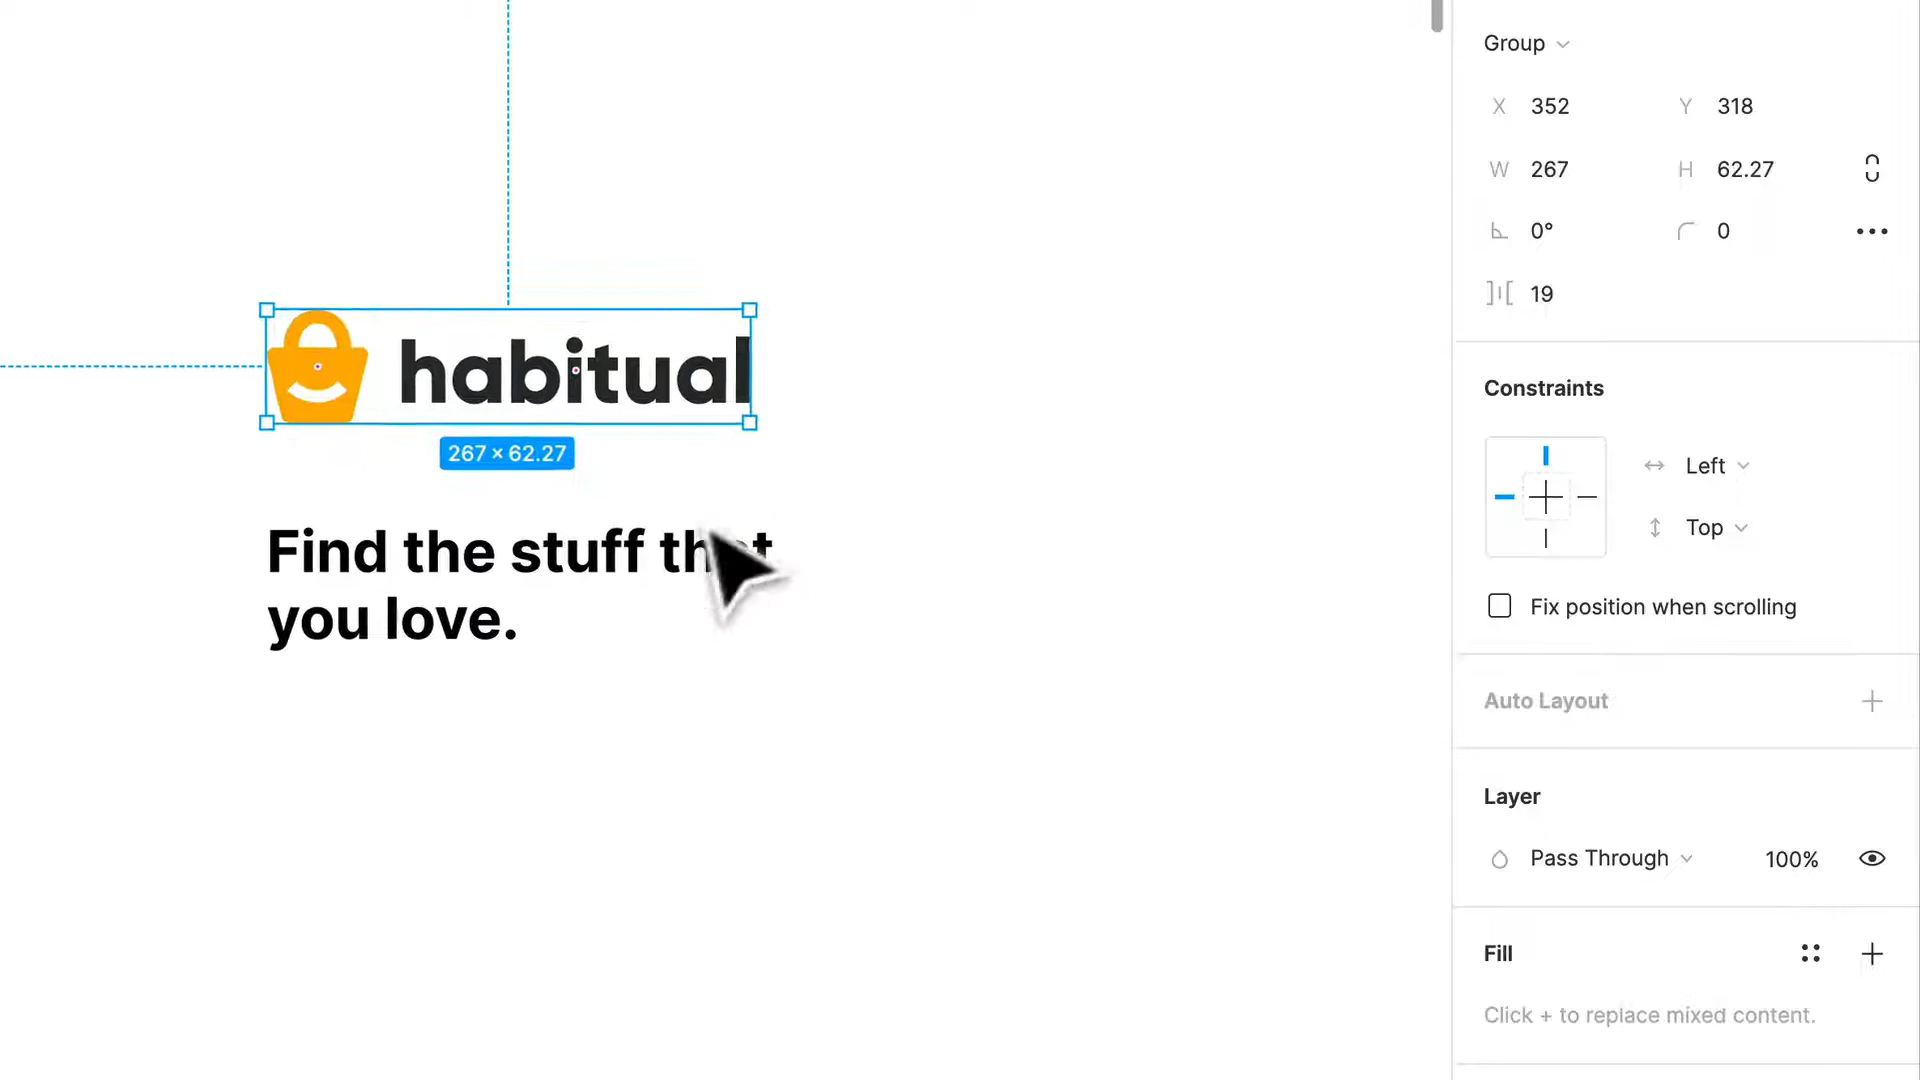 Group
X 352 Y 318
W 267 H 62.27
0° 0
19
habitual
267 × 62.27
Find the stuff that
you love.
Constraints
Left
Top
Fix position when scrolling
Auto Layout
Layer
Pass Through 100%
Fill
Click + to replace mixed content.